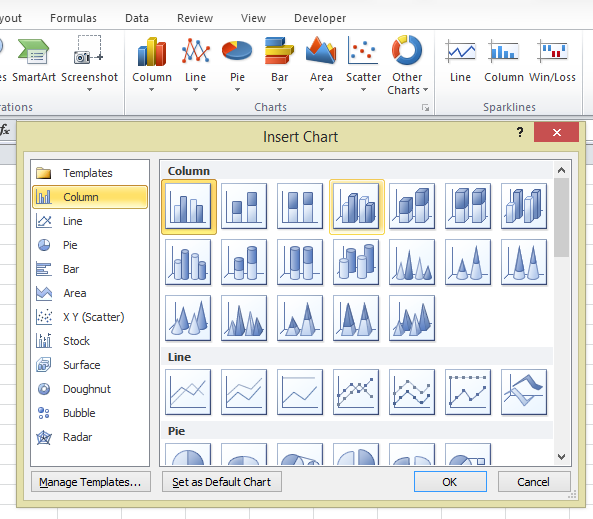 yout Formulas Data Review View Developer
es SmartArt Screenshot Column Line Pie Bar Area Scatter Other Charts Line Column Win/Loss
rations Charts Sparklines
fx
Insert Chart
?
Templates
Column
Line
Pie
Bar
Area
X Y (Scatter)
Stock
Surface
Doughnut
Bubble
Radar
Column
Line
Pie
Manage Templates... Set as Default Chart OK Cancel